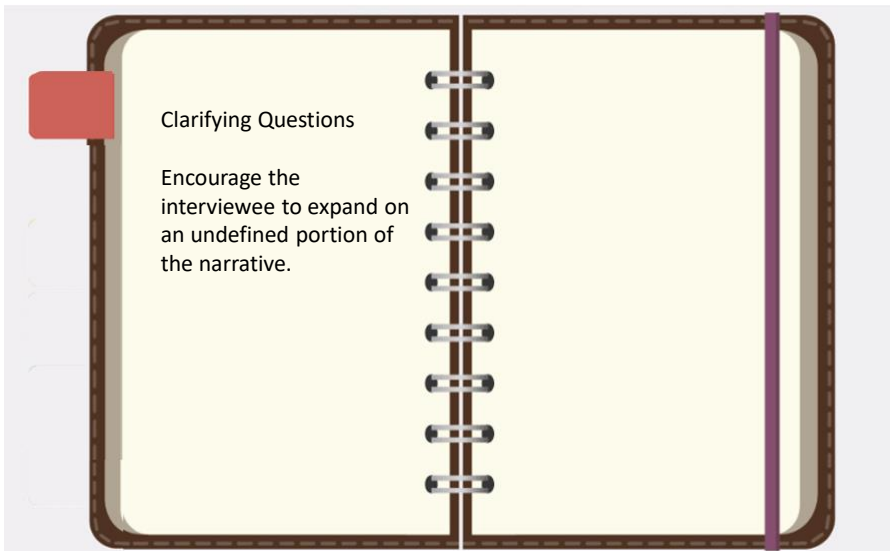 Clarifying Questions
Encourage the
interviewee to expand on
an undefined portion of
the narrative.